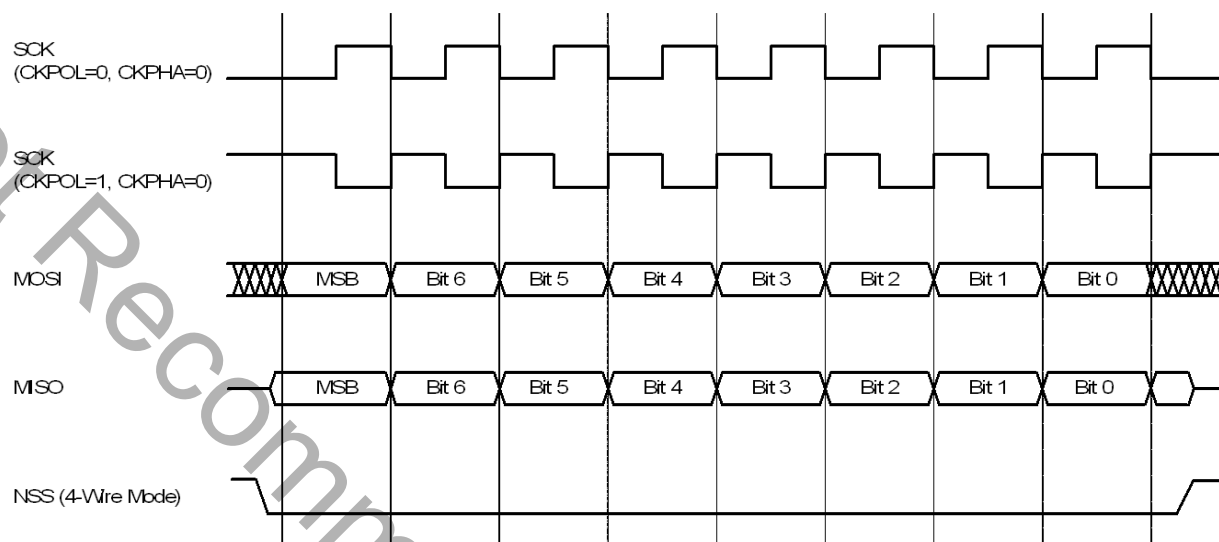 SCK
(CKPOL=0, CKPHA=0)
SCK
(CKPOL=1, CKPHA=0)
MOSI MSB Bit 6 Bit 5 Bit 4 Bit 3 Bit 2 Bit 1 Bit 0
MISO MSB Bit 6 Bit 5 Bit 4 Bit 3 Bit 2 Bit 1 Bit 0
NSS (4-Wire Mode)